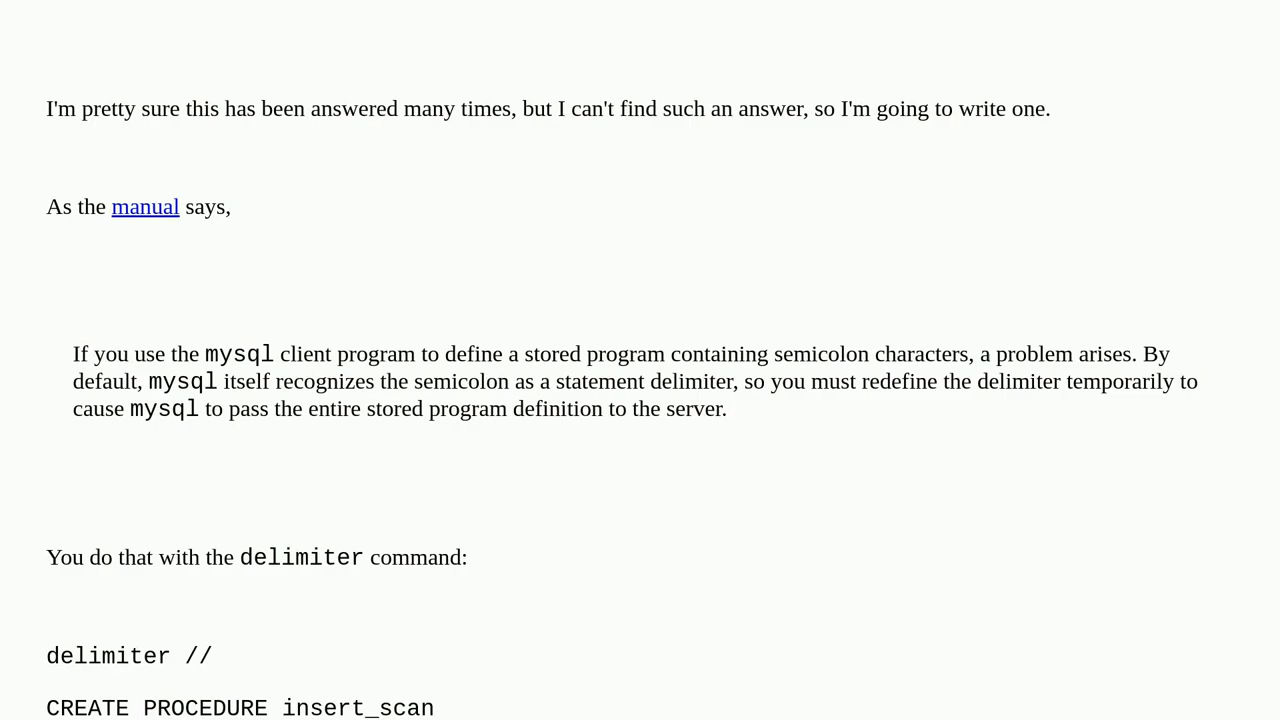 I'm pretty sure this has been answered many times, but I can't find such an answer, so I'm going to write one.
As the manual says,
If you use the mysql client program to define a stored program containing semicolon characters, a problem arises. By
default, mysql itself recognizes the semicolon as a statement delimiter, so you must redefine the delimiter temporarily to
cause mysql to pass the entire stored program definition to the server.
You do that with the delimiter command:
delimiter //
CREATE PROCEDURE insert_scan